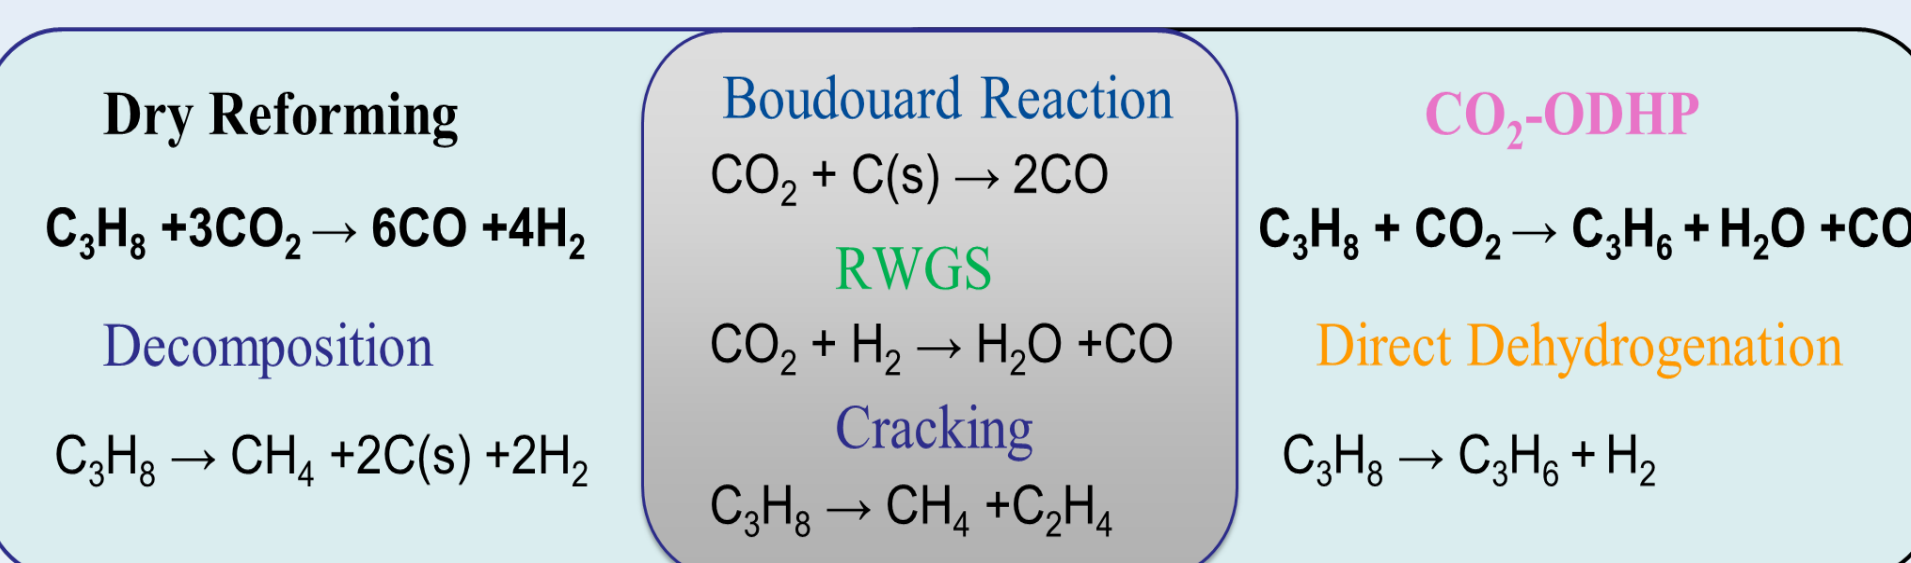 Dry Reforming
C₃H₈ +3CO₂ → 6CO +4H₂
Decomposition
C₃H₈ → CH₄ +2C(s) +2H₂
Boudouard Reaction
CO₂ + C(s) → 2CO
RWGS
CO₂ + H₂ → H₂O +CO
Cracking
C₃H₈ → CH₄ +C₂H₄
CO₂-ODHP
C₃H₈ + CO₂ → C₃H₆ + H₂O +CO
Direct Dehydrogenation
C₃H₈ → C₃H₆ + H₂